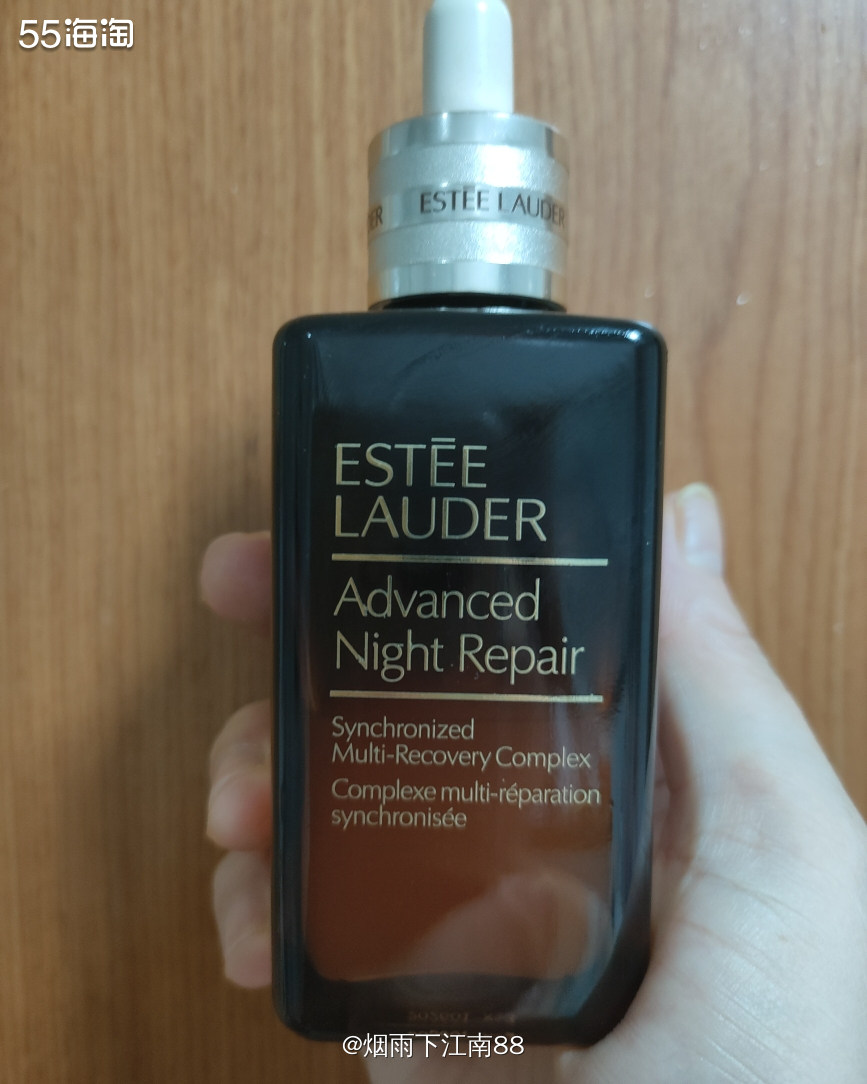 55海淘
ESTĒE LAUDER
ESTĒE
LAUDER
Advanced
Night Repair
Synchronized
Multi-Recovery Complex
Complexe multi-réparation
synchronisée
@烟雨下江南88